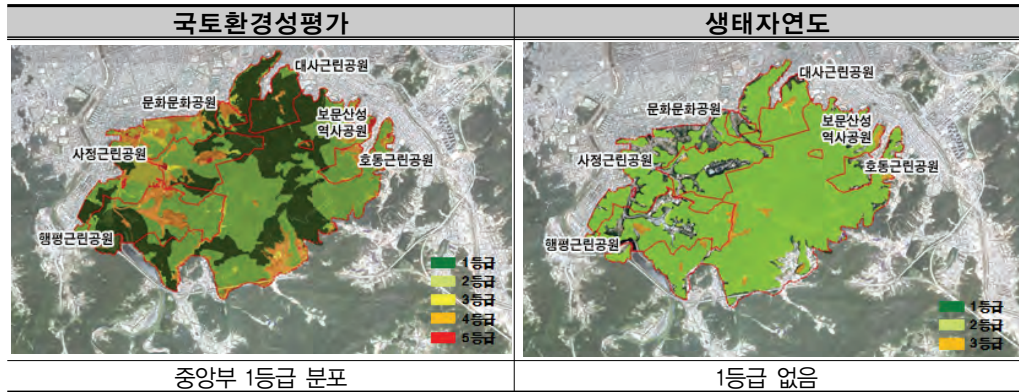 국토환경성평가
생태자연도
대사근린공원
문화문화공원
보문산성
역사공원
사정근린공원
호동근린공원
행평근린공원
1등급
2등급
3등급
4등급
5등급
대사근린공원
문화문화공원
보문산성
역사공원
사정근린공원
호동근린공원
행평근린공원
1등급
2등급
3등급
중앙부 1등급 분포
1등급 없음